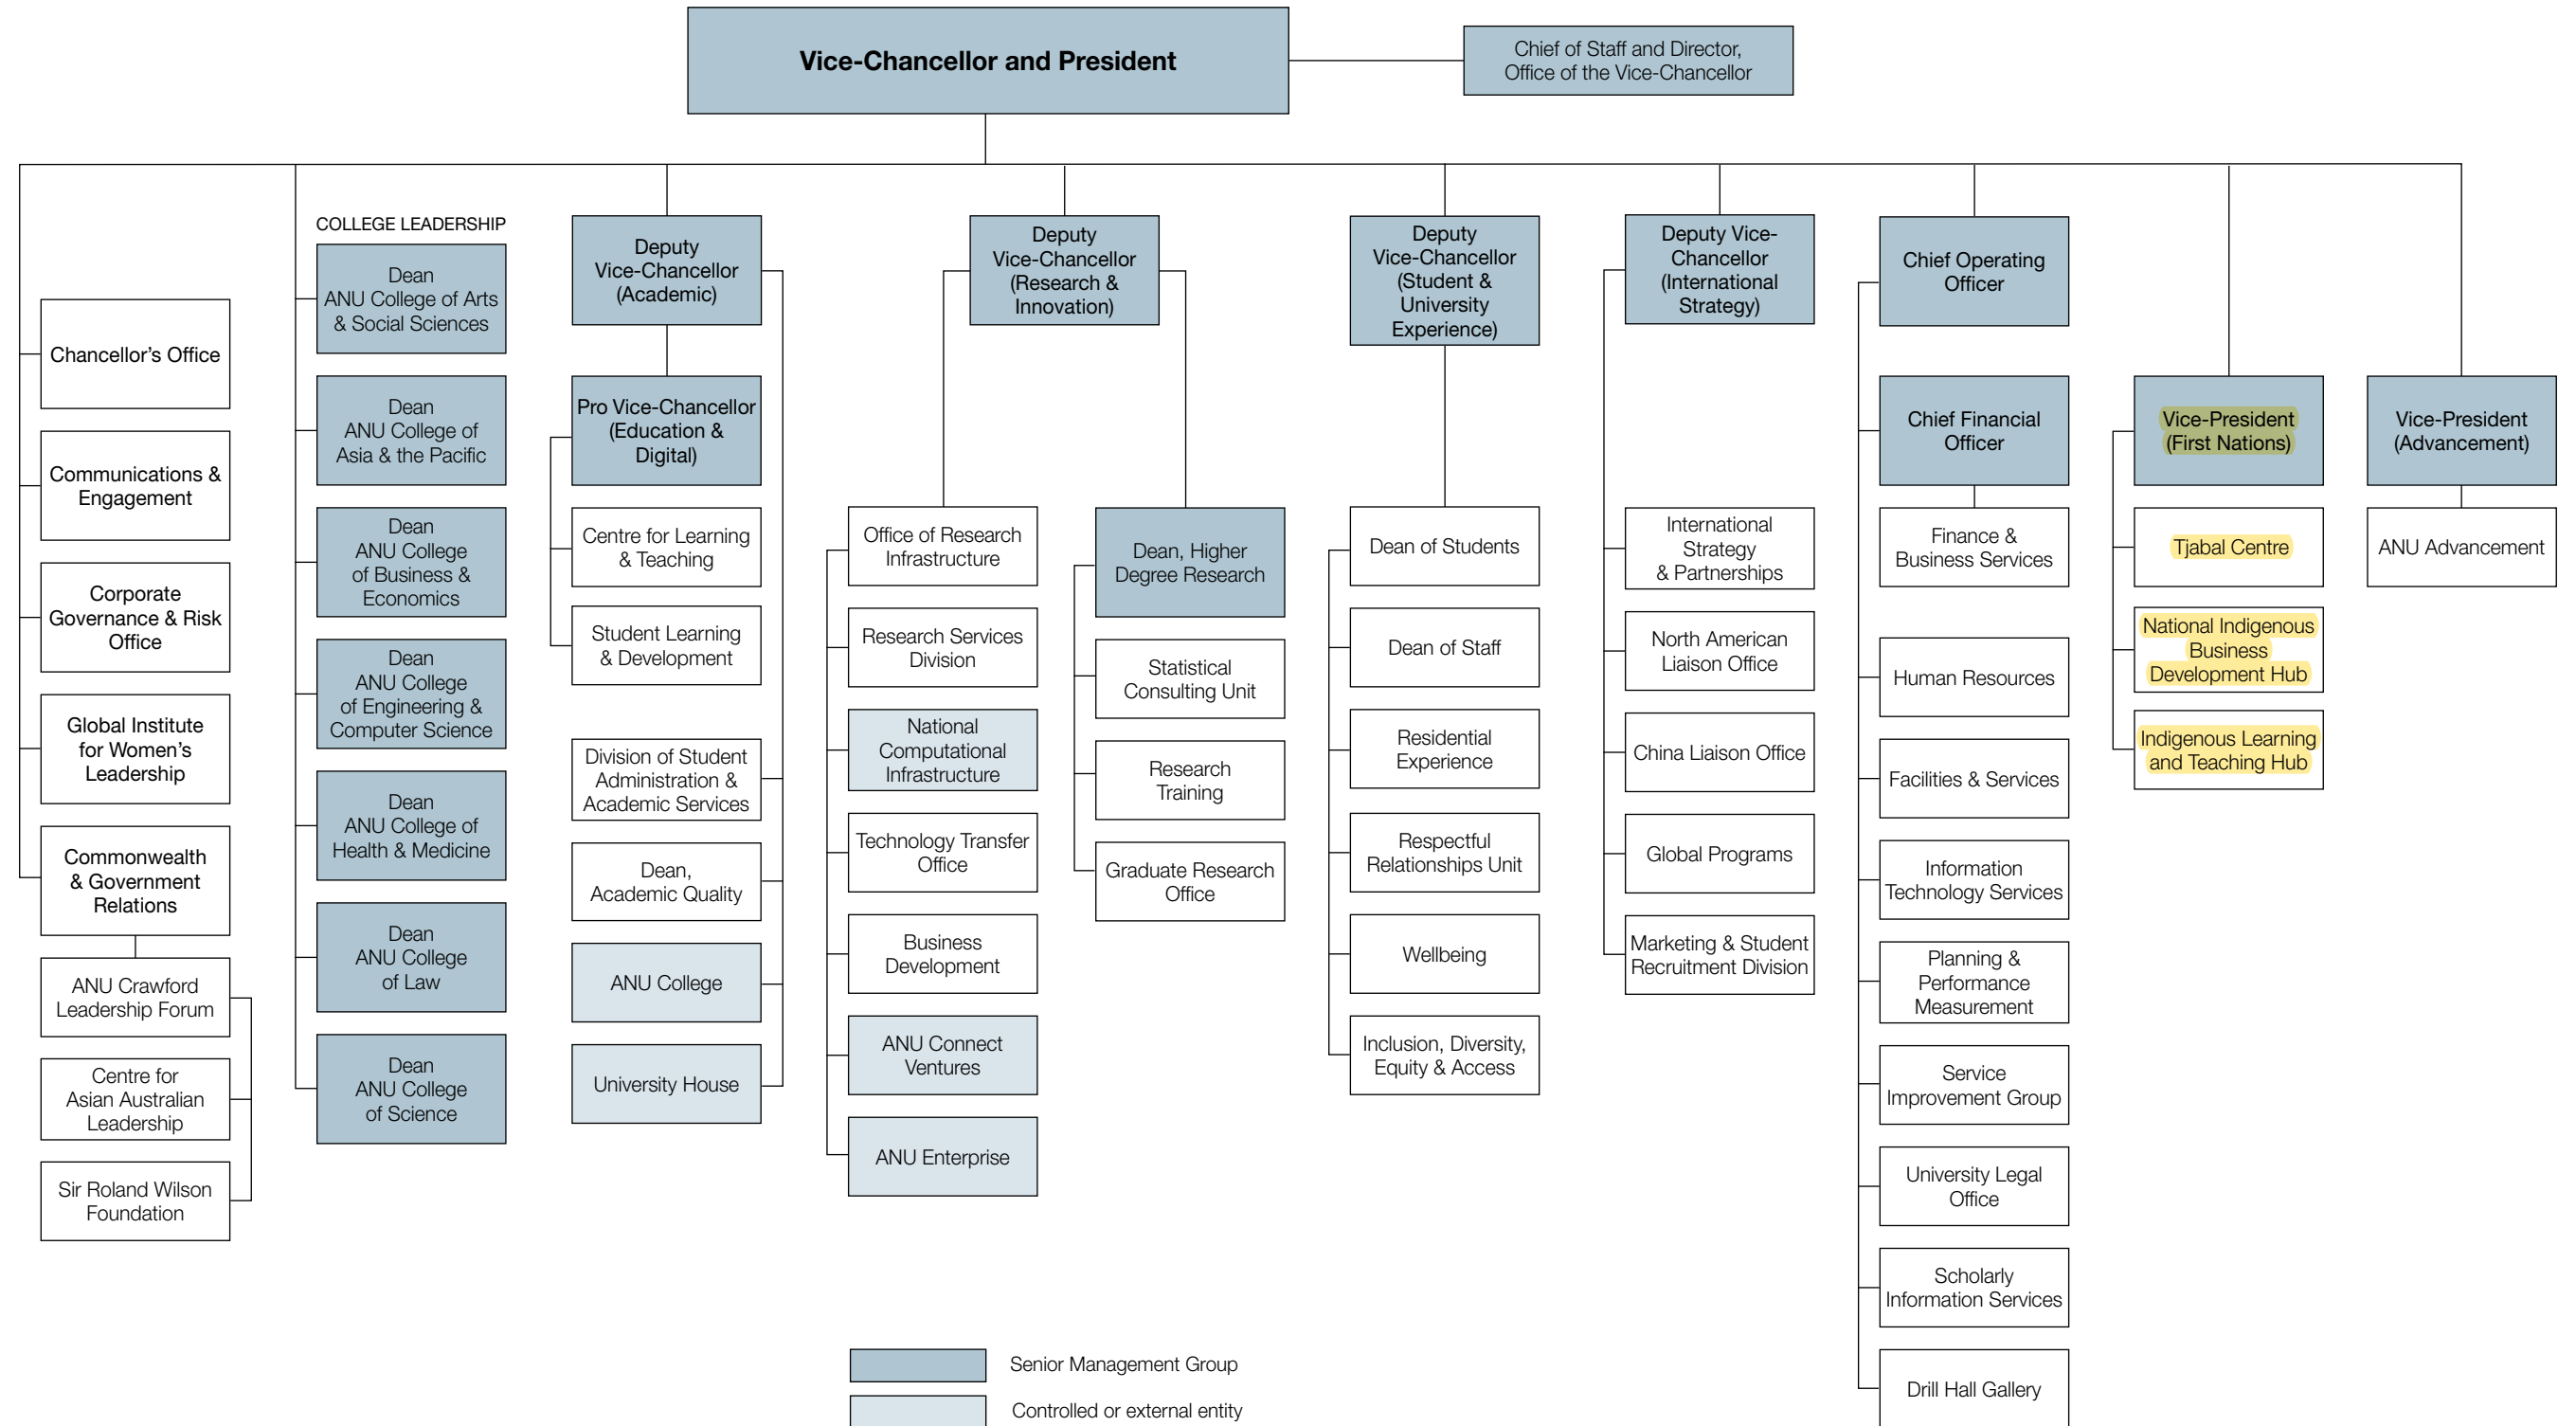 Vice-Chancellor and President
Chief of Staff and Director,
Office of the Vice-Chancellor
Chancellor’s Office
Communications &
Engagement
Corporate
Governance & Risk
Office
Global Institute
for Women’s
Leadership
Commonwealth
& Government
Relations
ANU Crawford
Leadership Forum
Centre for
Asian Australian
Leadership
Sir Roland Wilson
Foundation
COLLEGE LEADERSHIP
Dean
ANU College of Arts
& Social Sciences
Dean
ANU College of
Asia & the Pacific
Dean
ANU College
of Business &
Economics
Dean
ANU College
of Engineering &
Computer Science
Dean
ANU College of
Health & Medicine
Dean
ANU College
of Law
Dean
ANU College
of Science
Deputy
Vice-Chancellor
(Academic)
Pro Vice-Chancellor
(Education &
Digital)
Centre for Learning
& Teaching
Student Learning
& Development
Division of Student
Administration &
Academic Services
Dean,
Academic Quality
ANU College
University House
Deputy
Vice-Chancellor
(Research &
Innovation)
Office of Research
Infrastructure
Research Services
Division
National
Computational
Infrastructure
Technology Transfer
Office
Business
Development
ANU Connect
Ventures
ANU Enterprise
Dean, Higher
Degree Research
Statistical
Consulting Unit
Research
Training
Graduate Research
Office
Deputy
Vice-Chancellor
(Student &
University
Experience)
Dean of Students
Dean of Staff
Residential
Experience
Respectful
Relationships Unit
Wellbeing
Inclusion, Diversity,
Equity & Access
Deputy Vice-
Chancellor
(International
Strategy)
International
Strategy
& Partnerships
North American
Liaison Office
China Liaison Office
Global Programs
Marketing & Student
Recruitment Division
Chief Operating
Officer
Chief Financial
Officer
Finance &
Business Services
Human Resources
Facilities & Services
Information
Technology Services
Planning &
Performance
Measurement
Service
Improvement Group
University Legal
Office
Scholarly
Information Services
Drill Hall Gallery
Vice-President
(First Nations)
Tjabal Centre
National Indigenous
Business
Development Hub
Indigenous Learning
and Teaching Hub
Vice-President
(Advancement)
ANU Advancement
Senior Management Group
Controlled or external entity